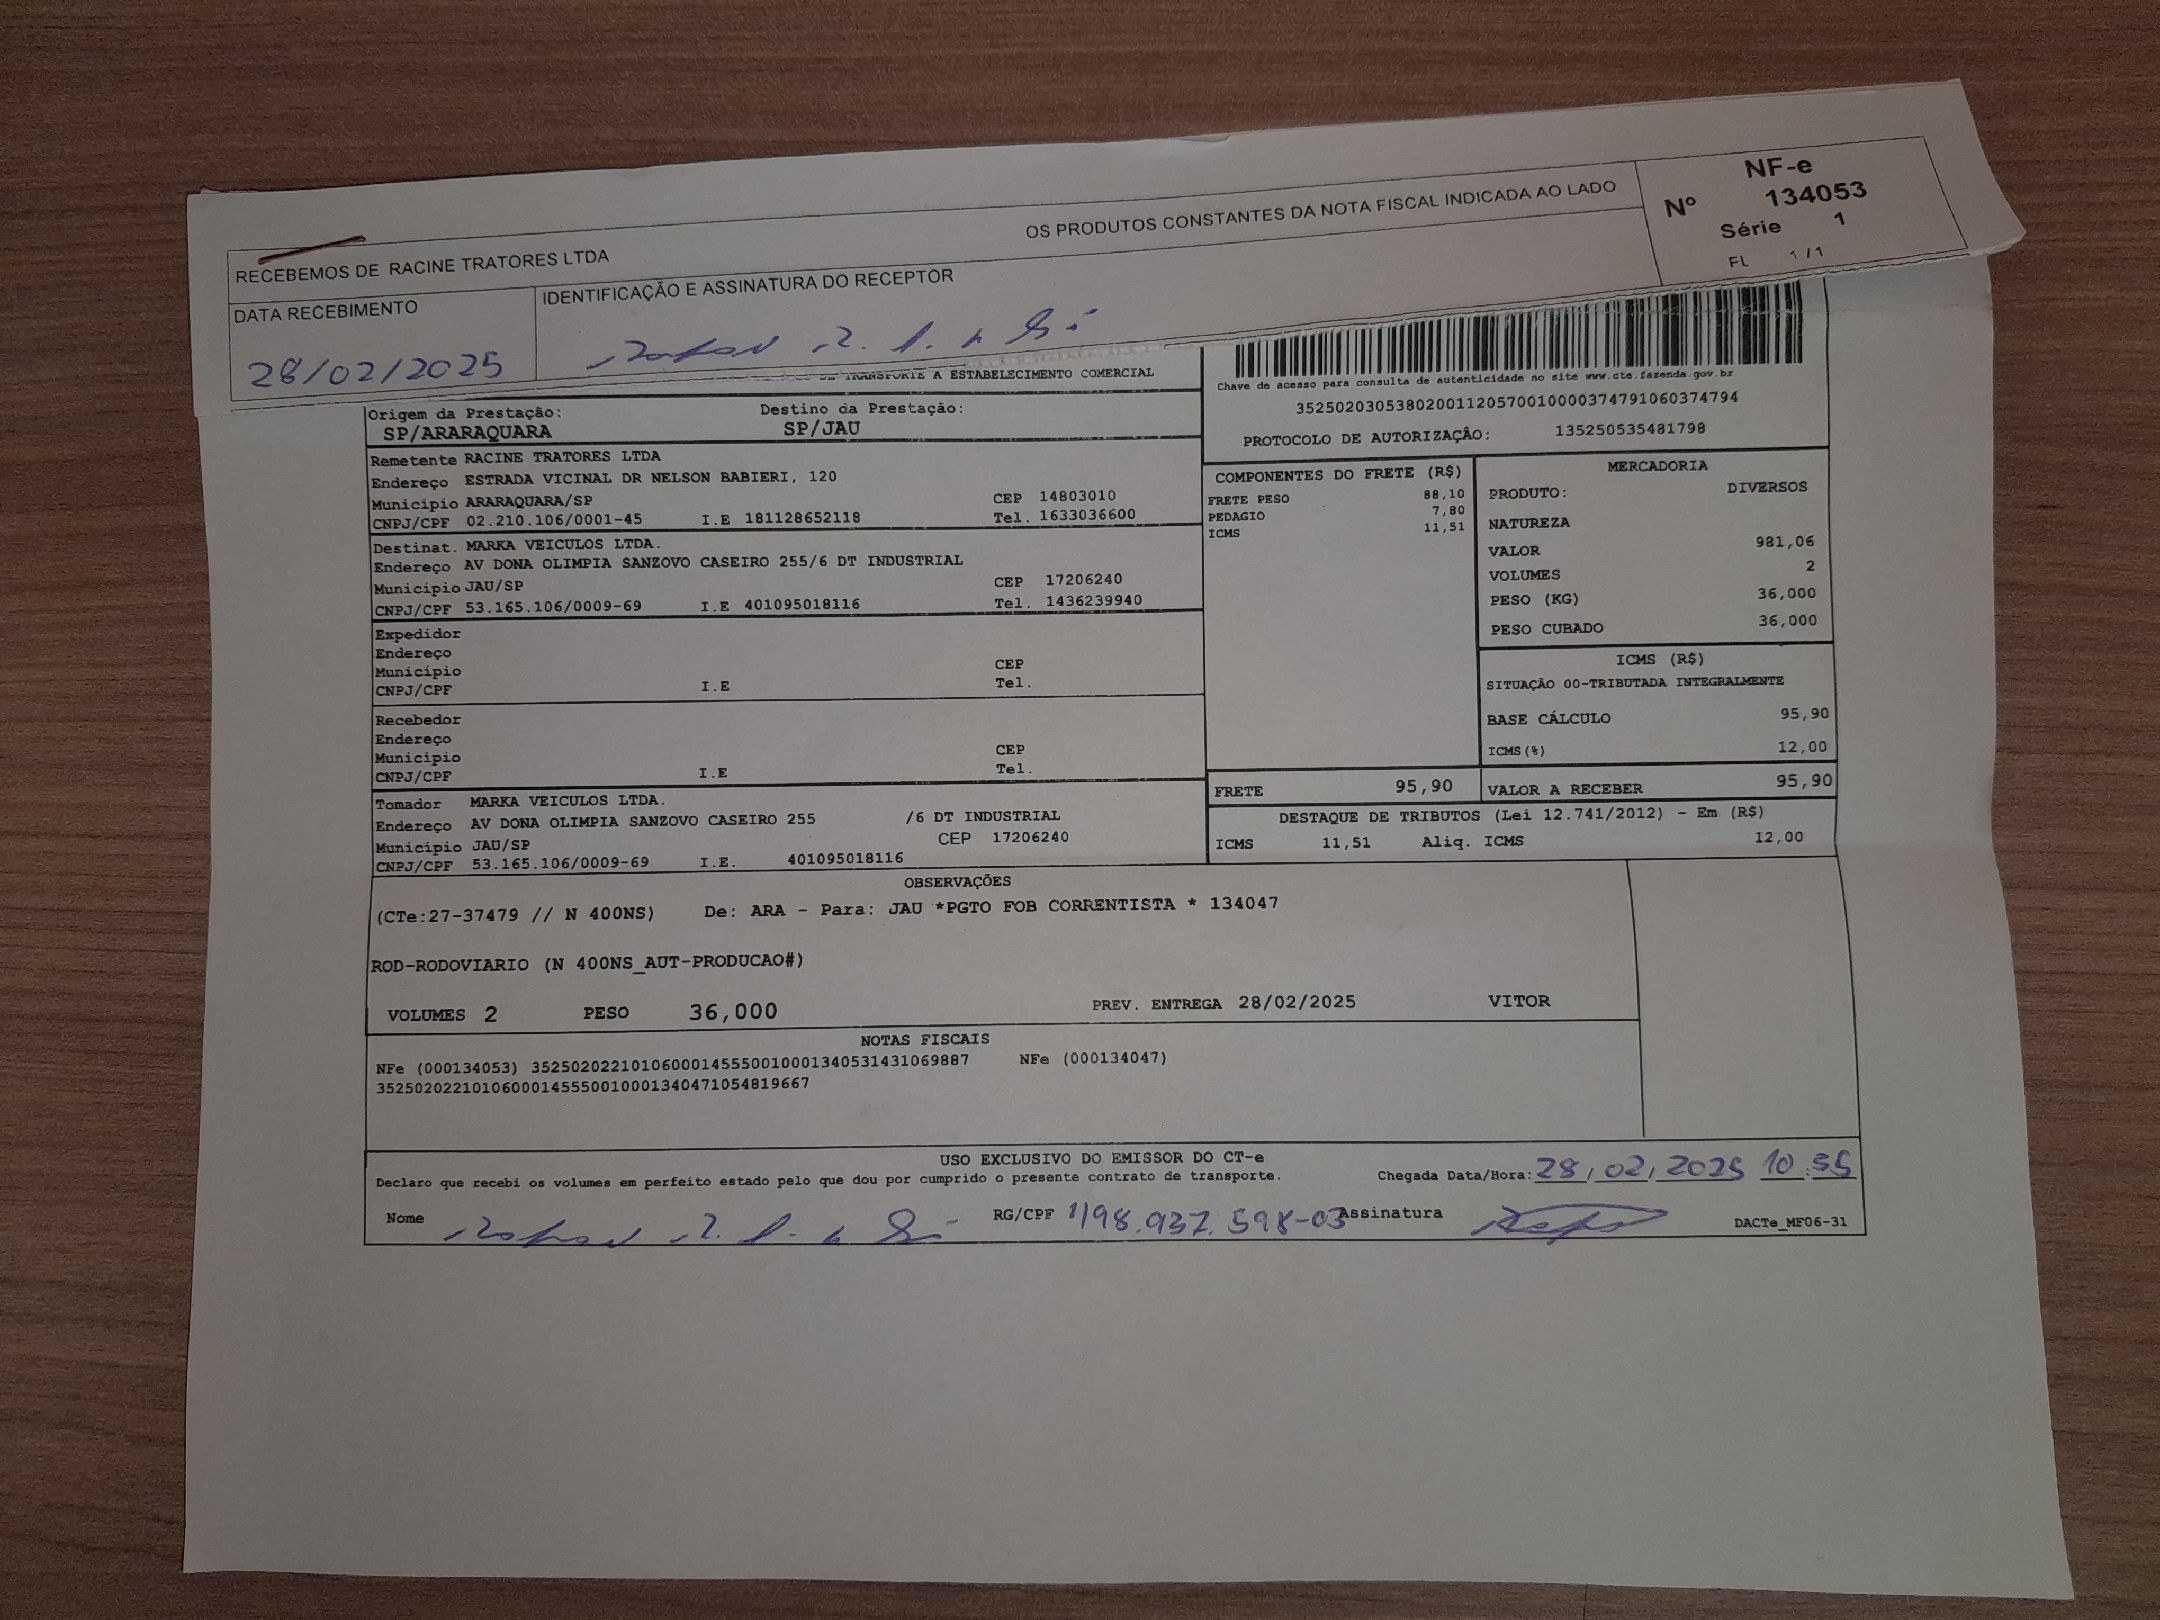 RECEBEMOS DE RACINE TRATORES LTDA OS PRODUTOS CONSTANTES DA NOTA FISCAL INDICADA AO LADO
NF-e
Nº 134053
Série 1
FL 1 /1
DATA RECEBIMENTO
28/02/2025
IDENTIFICAÇÃO E ASSINATURA DO RECEPTOR
DE TRANSPORTE A ESTABELECIMENTO COMERCIAL
Chave de acesso para consulta de autenticidade no site www.cte.fazenda.gov.br
35250203053802001120570010000374791060374794
PROTOCOLO DE AUTORIZAÇÂO: 135250535481798
Origem da Prestação: Destino da Prestação:
SP/ARARAQUARA SP/JAU
Remetente RACINE TRATORES LTDA
Endereço ESTRADA VICINAL DR NELSON BABIERI, 120
Município ARARAQUARA/SP CEP 14803010
CNPJ/CPF 02.210.106/0001-45 I.E 181128652118 Tel. 1633036600
Destinat. MARKA VEICULOS LTDA.
Endereço AV DONA OLIMPIA SANZOVO CASEIRO 255/6 DT INDUSTRIAL
Município JAU/SP CEP 17206240
CNPJ/CPF 53.165.106/0009-69 I.E 401095018116 Tel. 1436239940
Expedidor
Endereço
Município CEP
CNPJ/CPF I.E Tel.
Recebedor
Endereço
Município CEP
CNPJ/CPF I.E Tel.
Tomador MARKA VEICULOS LTDA.
Endereço AV DONA OLIMPIA SANZOVO CASEIRO 255 /6 DT INDUSTRIAL
Município JAU/SP CEP 17206240
CNPJ/CPF 53.165.106/0009-69 I.E. 401095018116
COMPONENTES DO FRETE (R$)
FRETE PESO 88,10
PEDAGIO 7,80
ICMS 11,51
MERCADORIA
PRODUTO: DIVERSOS
NATUREZA
VALOR 981,06
VOLUMES 2
PESO (KG) 36,000
PESO CUBADO 36,000
ICMS (R$)
SITUAÇÃO 00-TRIBUTADA INTEGRALMENTE
BASE CÁLCULO 95,90
ICMS(%) 12,00
FRETE 95,90 VALOR A RECEBER 95,90
DESTAQUE DE TRIBUTOS (Lei 12.741/2012) - Em (R$)
ICMS 11,51 Aliq. ICMS 12,00
OBSERVAÇÕES
(CTe:27-37479 // N 400NS) De: ARA - Para: JAU *PGTO FOB CORRENTISTA * 134047
ROD-RODOVIARIO (N 400NS_AUT-PRODUCAO#)
VOLUMES 2 PESO 36,000 PREV. ENTREGA 28/02/2025 VITOR
NOTAS FISCAIS
NFe (000134053) 35250202210106000145550010001340531431069887 NFe (000134047)
35250202210106000145550010001340471054819667
USO EXCLUSIVO DO EMISSOR DO CT-e
Declaro que recebi os volumes em perfeito estado pelo que dou por cumprido o presente contrato de transporte. Chegada Data/Hora: 28/02/2025 10:55
Nome RG/CPF 198.937.598-03 Assinatura DACTe_MF06-31